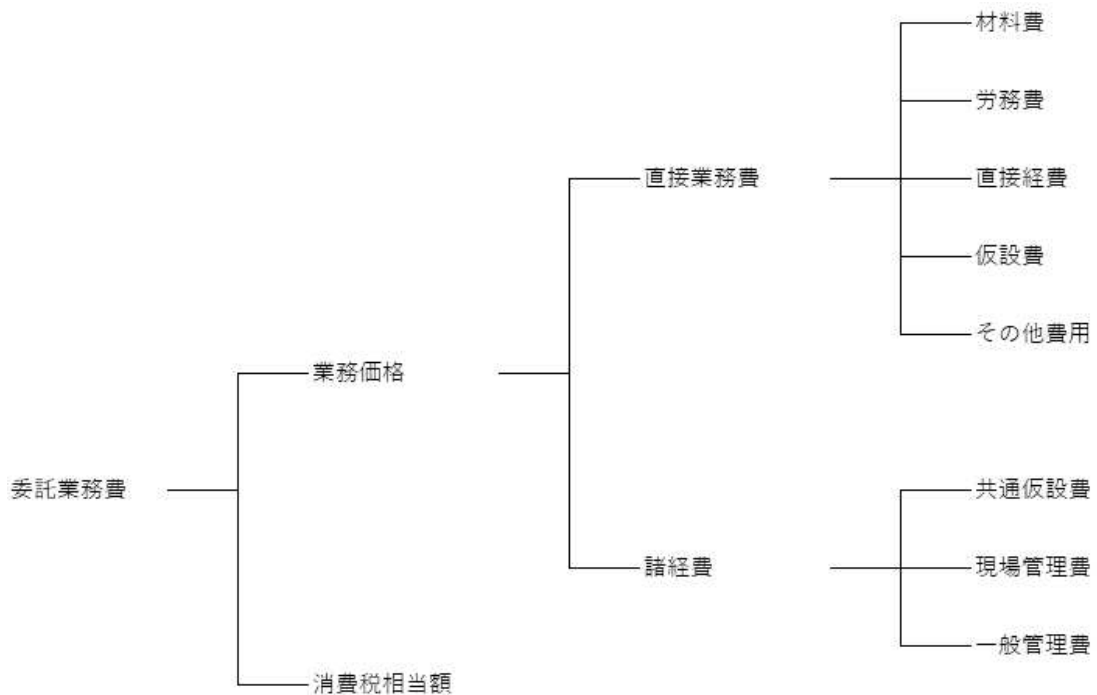 材料費
労務費
直接業務費
直接経費
仮設費
その他費用
業務価格
委託業務費
共通仮設費
諸経費
現場管理費
一般管理費
消費税相当額